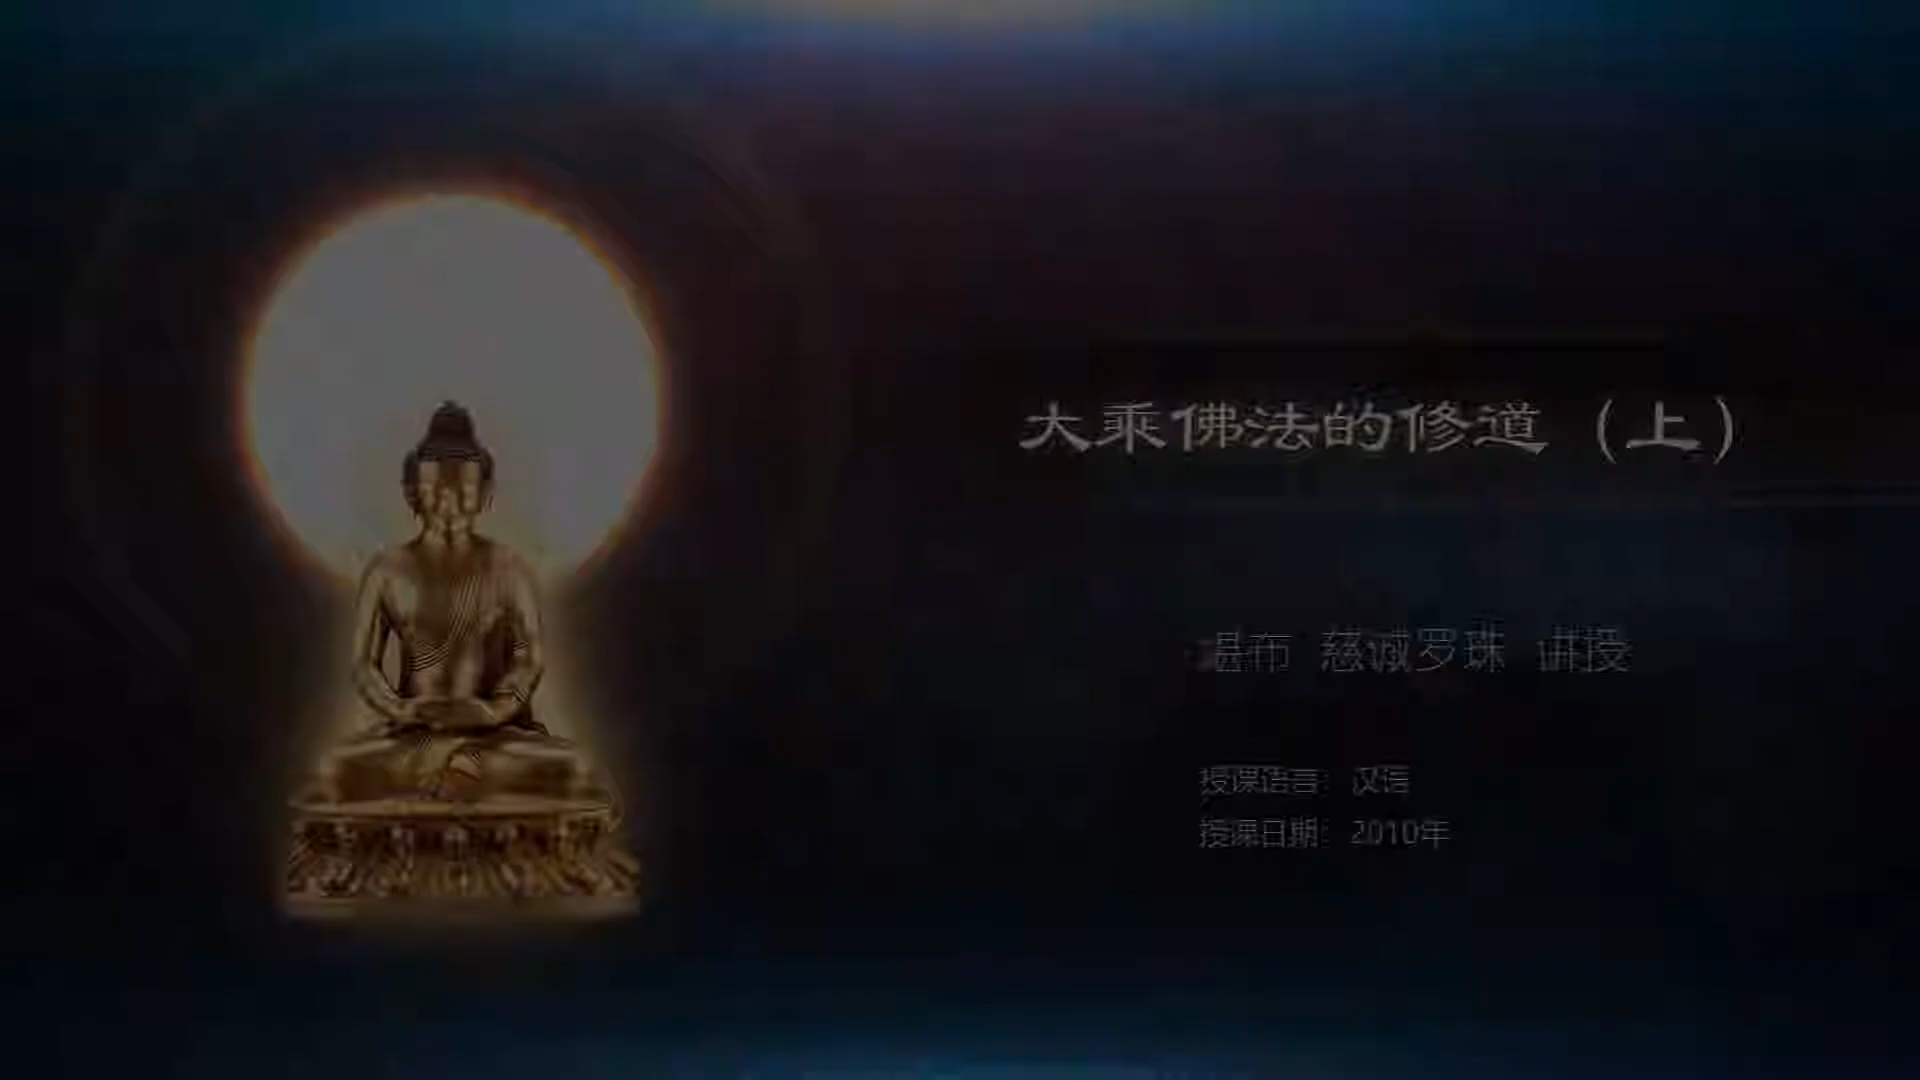 大乘佛法的修道（上）
堪布 慈诚罗珠 讲授
授课语言：汉语
授课日期：2010年